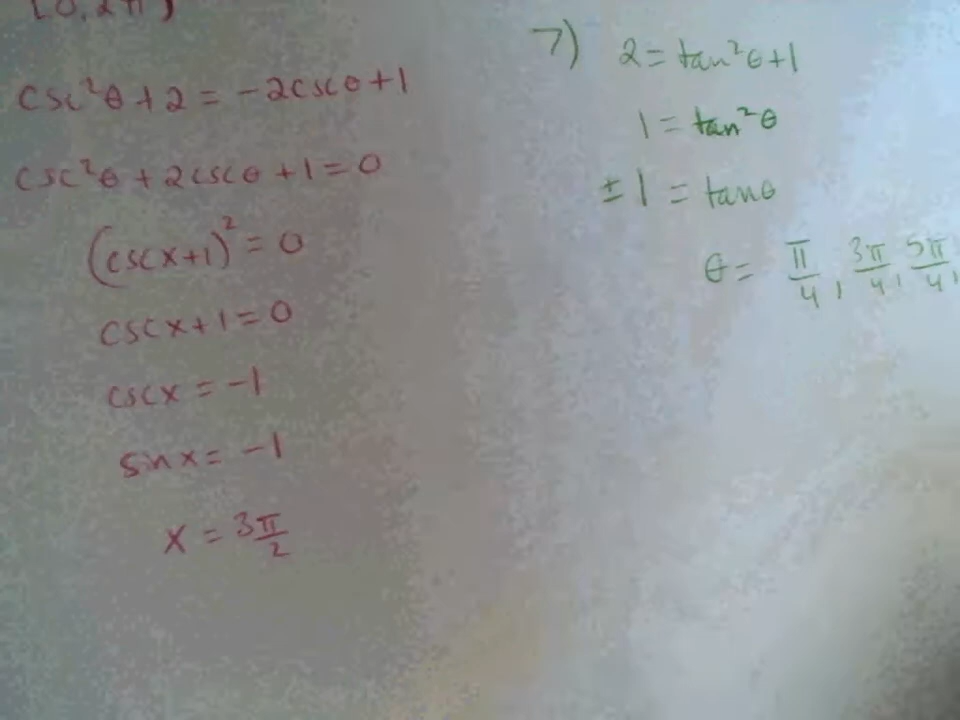 [0, 2π)
csc²θ + 2 = -2cscθ + 1
csc²θ + 2cscθ + 1 = 0
(cscx+1)² = 0
cscx + 1 = 0
cscx = -1
sinx = -1
x = 3π/2
7) 2 = tan²θ + 1
1 = tan²θ
± 1 = tanθ
θ = π/4, 3π/4, 5π/4,